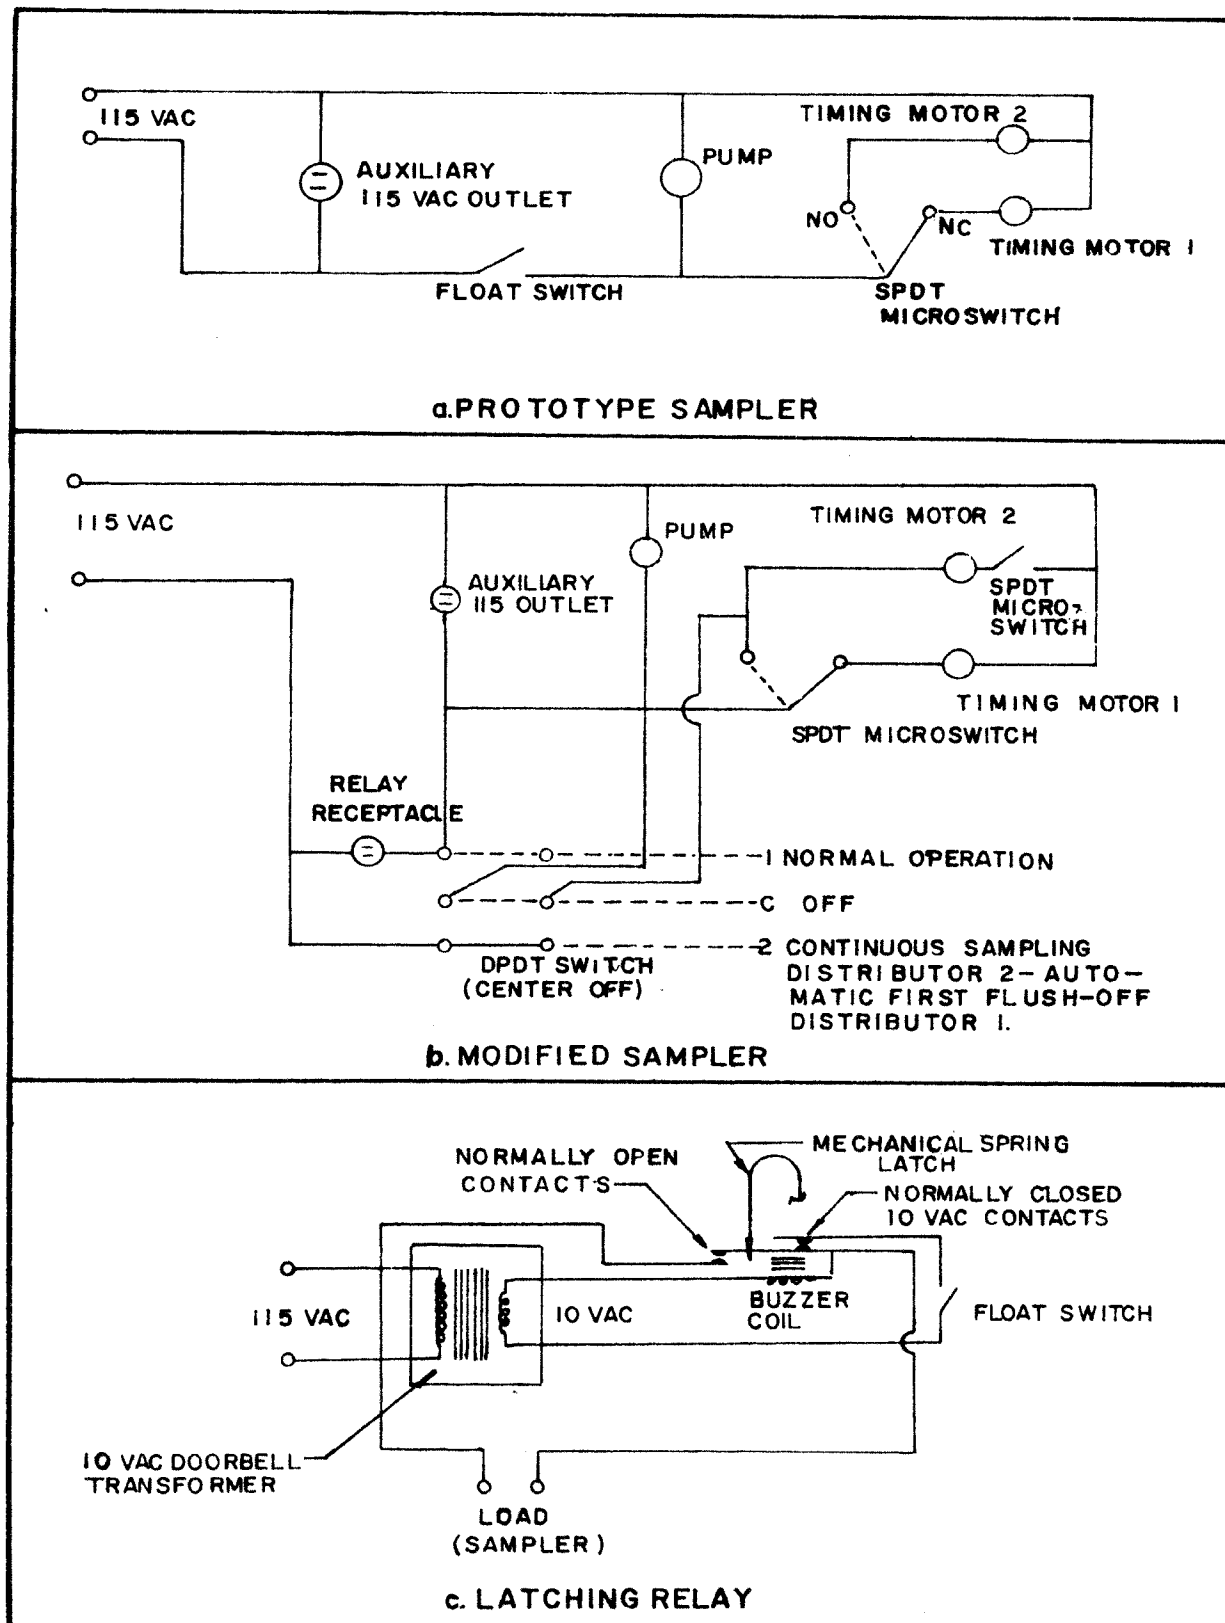 115 VAC
AUXILIARY
115 VAC OUTLET
PUMP
TIMING MOTOR 2
NO
NC
TIMING MOTOR 1
FLOAT SWITCH
SPDT
MICROSWITCH
a. PROTOTYPE SAMPLER
115 VAC
PUMP
TIMING MOTOR 2
AUXILIARY
115 OUTLET
SPDT
MICRO-
SWITCH
TIMING MOTOR 1
SPDT MICROSWITCH
RELAY
RECEPTACLE
1 NORMAL OPERATION
C OFF
2 CONTINUOUS SAMPLING
DISTRIBUTOR 2- AUTO-
MATIC FIRST FLUSH-OFF
DISTRIBUTOR 1.
DPDT SWITCH
(CENTER OFF)
b. MODIFIED SAMPLER
MECHANICAL SPRING
LATCH
NORMALLY OPEN
CONTACTS
NORMALLY CLOSED
10 VAC CONTACTS
115 VAC
10 VAC
BUZZER
COIL
FLOAT SWITCH
10 VAC DOORBELL
TRANSFORMER
LOAD
(SAMPLER)
c. LATCHING RELAY